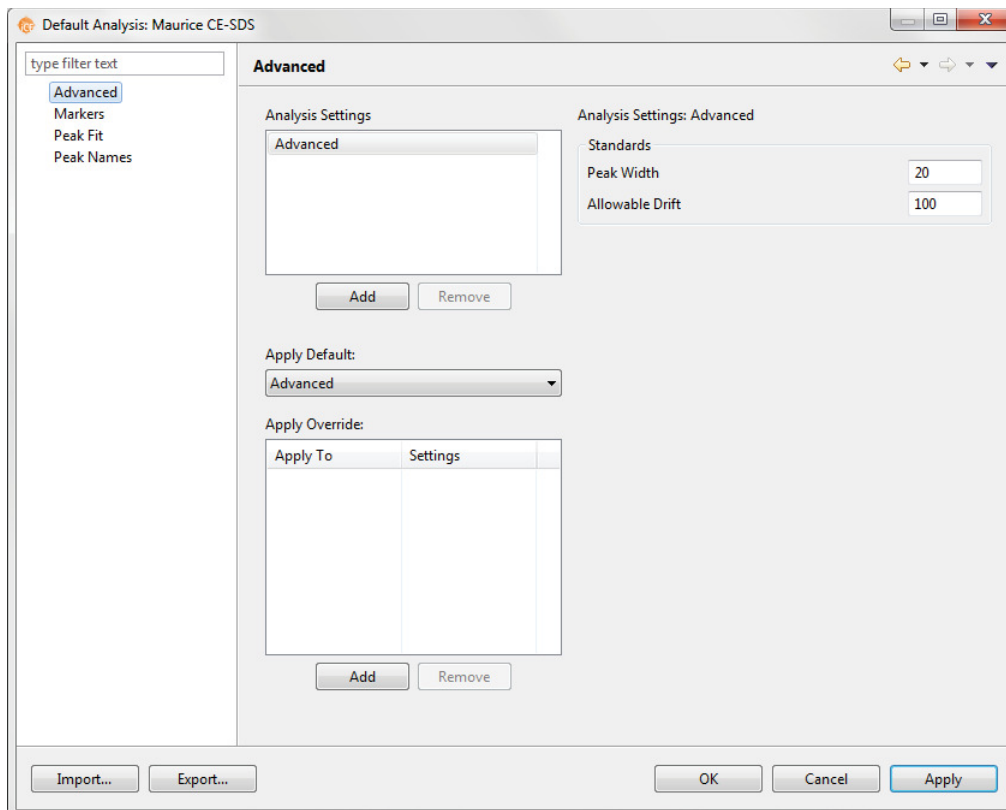 Default Analysis: Maurice CE-SDS
type filter text
Advanced
Markers
Peak Fit
Peak Names
Advanced
Analysis Settings
Advanced
Add Remove
Apply Default:
Advanced
Apply Override:
Apply To Settings
Add Remove
Analysis Settings: Advanced
Standards
Peak Width 20
Allowable Drift 100
Import... Export... OK Cancel Apply